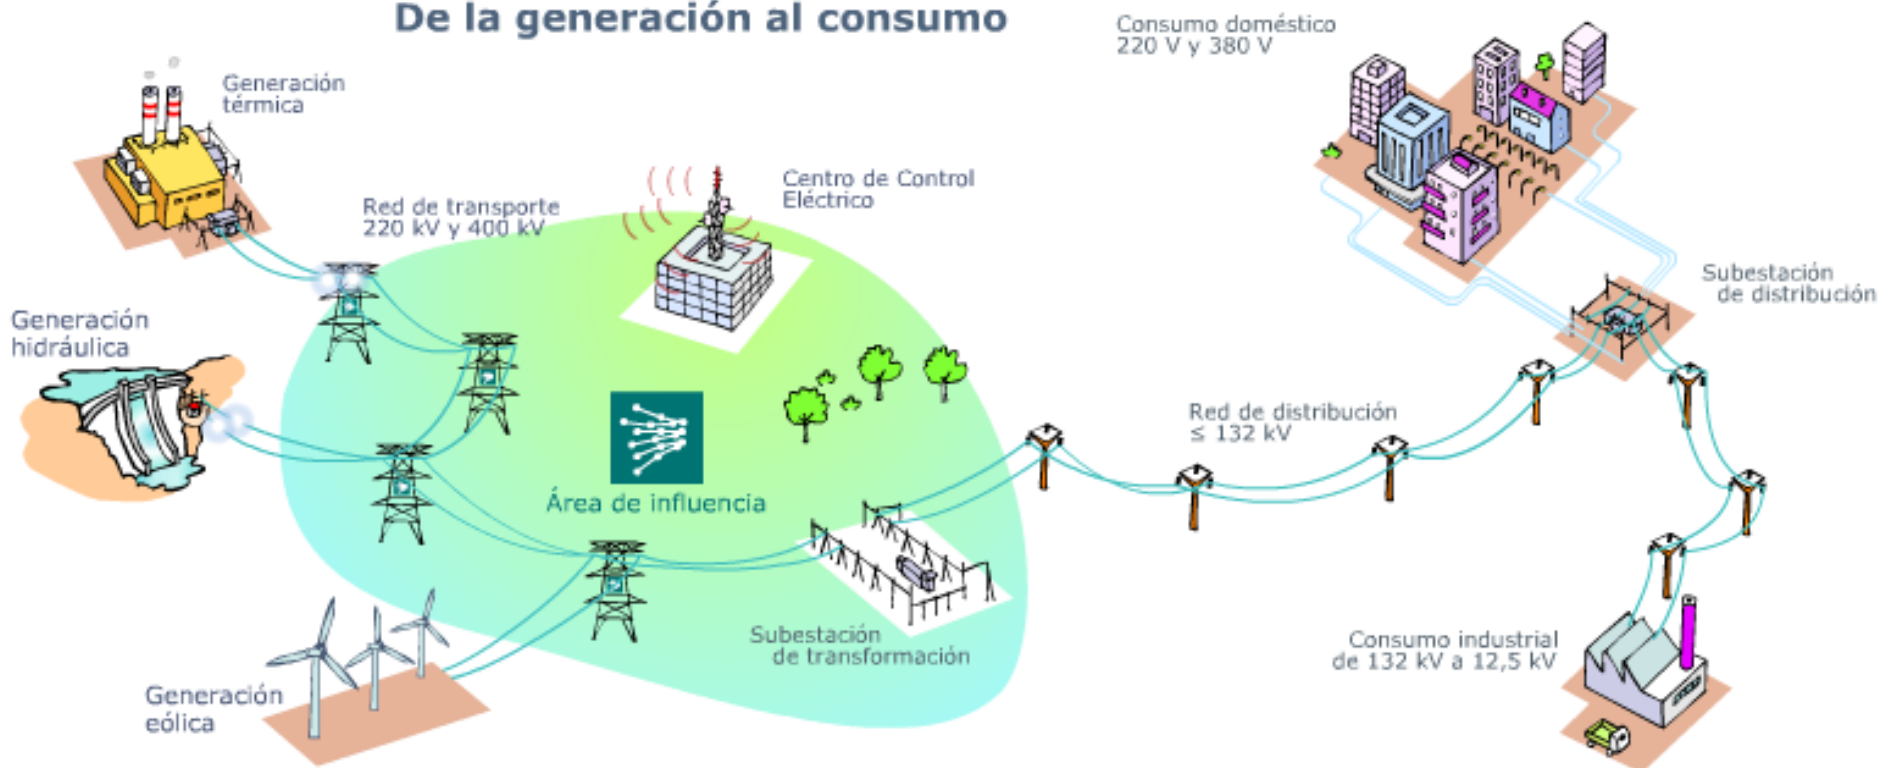 De la generación al consumo
Consumo doméstico
220 V y 380 V
Generación
térmica
Centro de Control
Eléctrico
Red de transporte
220 kV y 400 kV
Subestación
de distribución
Generación
hidráulica
Red de distribución
≤ 132 kV
Área de influencia
Subestación
de transformación
Consumo industrial
de 132 kV a 12,5 kV
Generación
eólica